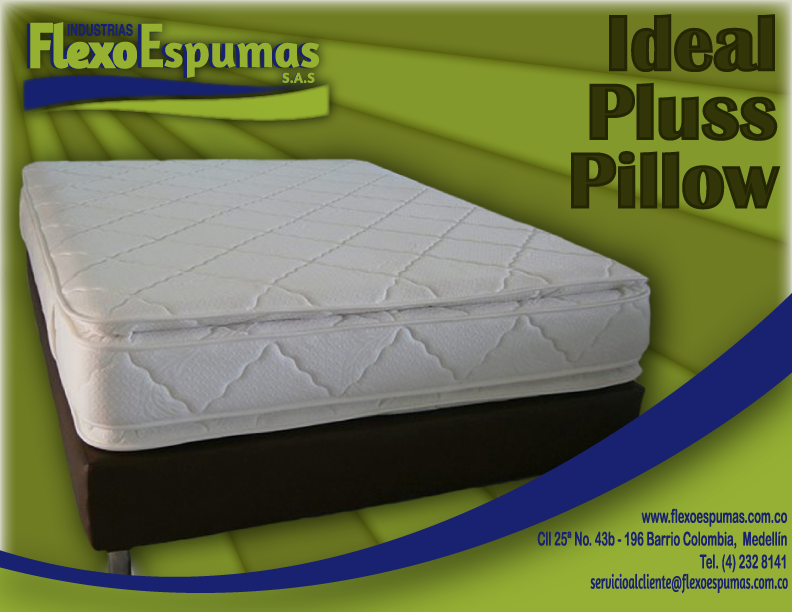 INDUSTRIAS
FlexoEspumas
S.A.S
Ideal
Pluss
Pillow
www.flexoespumas.com.co
Cll 25ª No. 43b - 196 Barrio Colombia, Medellín
Tel. (4) 232 8141
servicioalcliente@flexoespumas.com.co